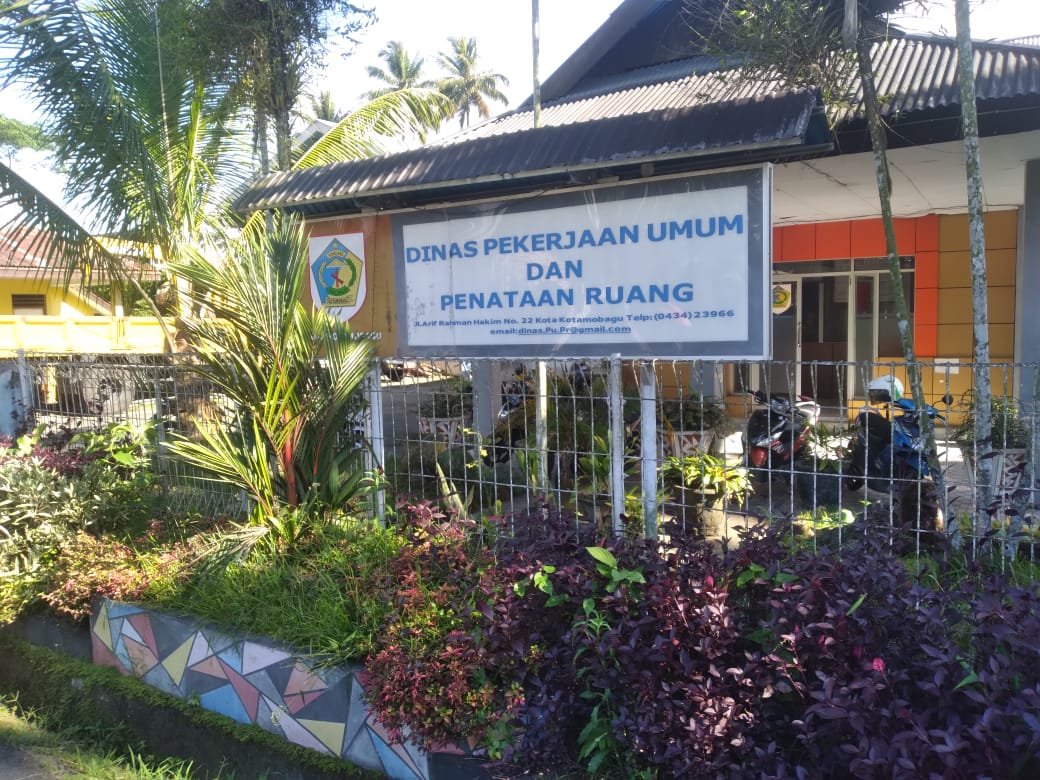 DINAS PEKERJAAN UMUM
DAN
PENATAAN RUANG
Jl.Arif Rahman Hakim No. 22 Kota Kotamobagu Telp: (0434) 23966
email:dinas.Pu.Pr@gmail.com